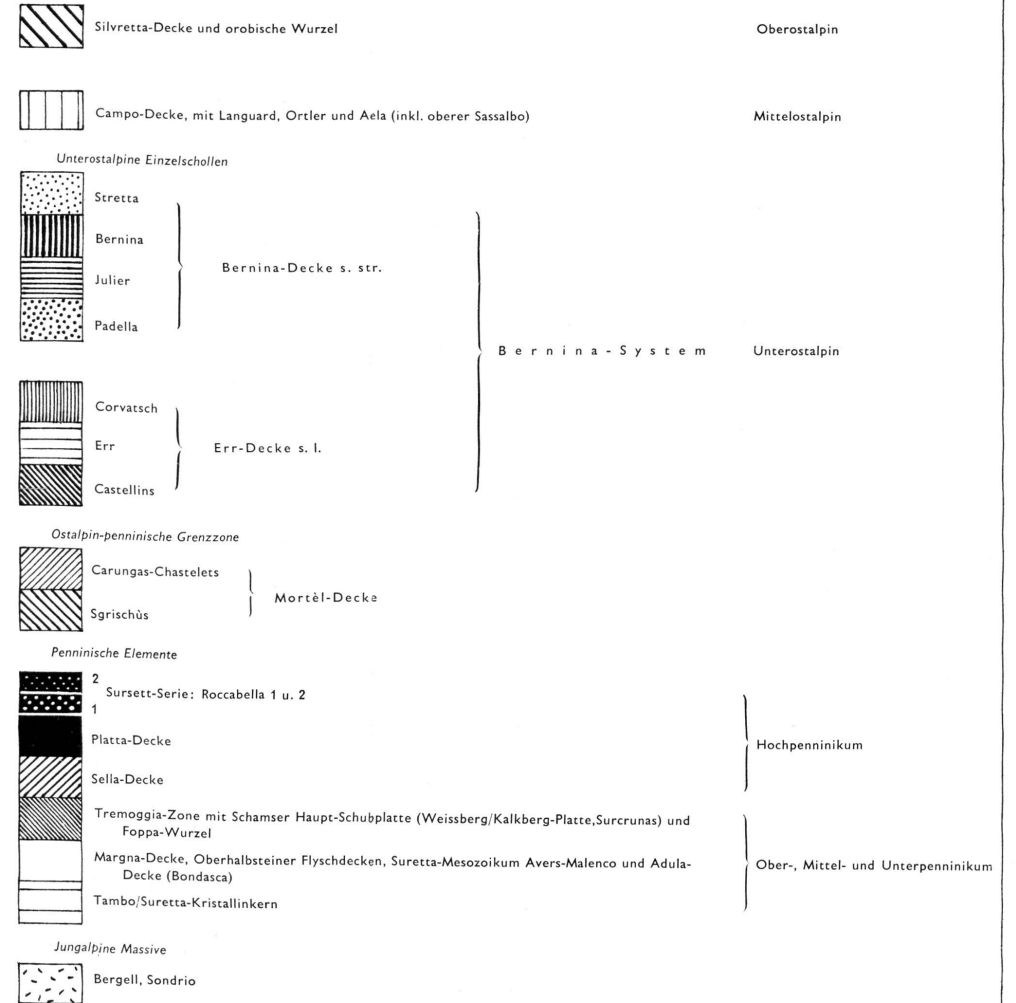 Silvretta-Decke und orobische Wurzel Oberostalpin
Campo-Decke, mit Languard, Ortler und Aela (inkl. oberer Sassalbo) Mittelostalpin
Unterostalpine Einzelschollen
Stretta
Bernina
Bernina-Decke s. str.
Julier
Padella
Bernina-System Unterostalpin
Corvatsch
Err Err-Decke s. l.
Castellins
Ostalpin-penninische Grenzzone
Carungas-Chastelets
Mortèl-Decke
Sgrischùs
Penninische Elemente
2
Sursett-Serie: Roccabella 1 u. 2
1
Platta-Decke Hochpenninikum
Sella-Decke
Tremoggia-Zone mit Schamser Haupt-Schubplatte (Weissberg/Kalkberg-Platte,Surcrunas) und
Foppa-Wurzel
Margna-Decke, Oberhalbsteiner Flyschdecken, Suretta-Mesozoikum Avers-Malenco und Adula-
Ober-, Mittel- und Unterpenninikum
Decke (Bondasca)
Tambo/Suretta-Kristallinkern
Jungalpine Massive
Bergell, Sondrio